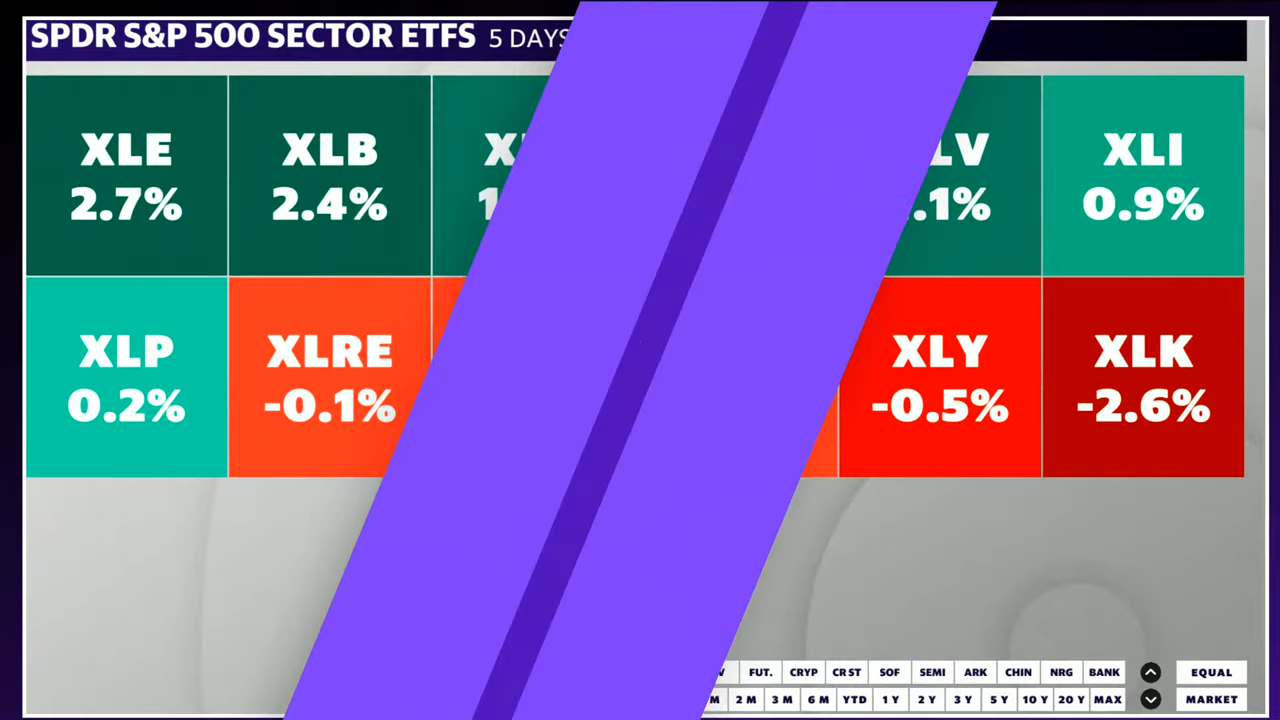 SPDR S&P 500 SECTOR ETFS 5 DAYS
XLE XLB XLI
2.7% 2.4% 0.9%
XLP XLRE XLY XLK
0.2% -0.1% -0.5% -2.6%
FUT. CRYP CRST SOF SEMI ARK CHIN NRG BANK EQUAL
2 M 3 M 6 M YTD 1 Y 2 Y 3 Y 5 Y 10 Y 20 Y MAX MARKET